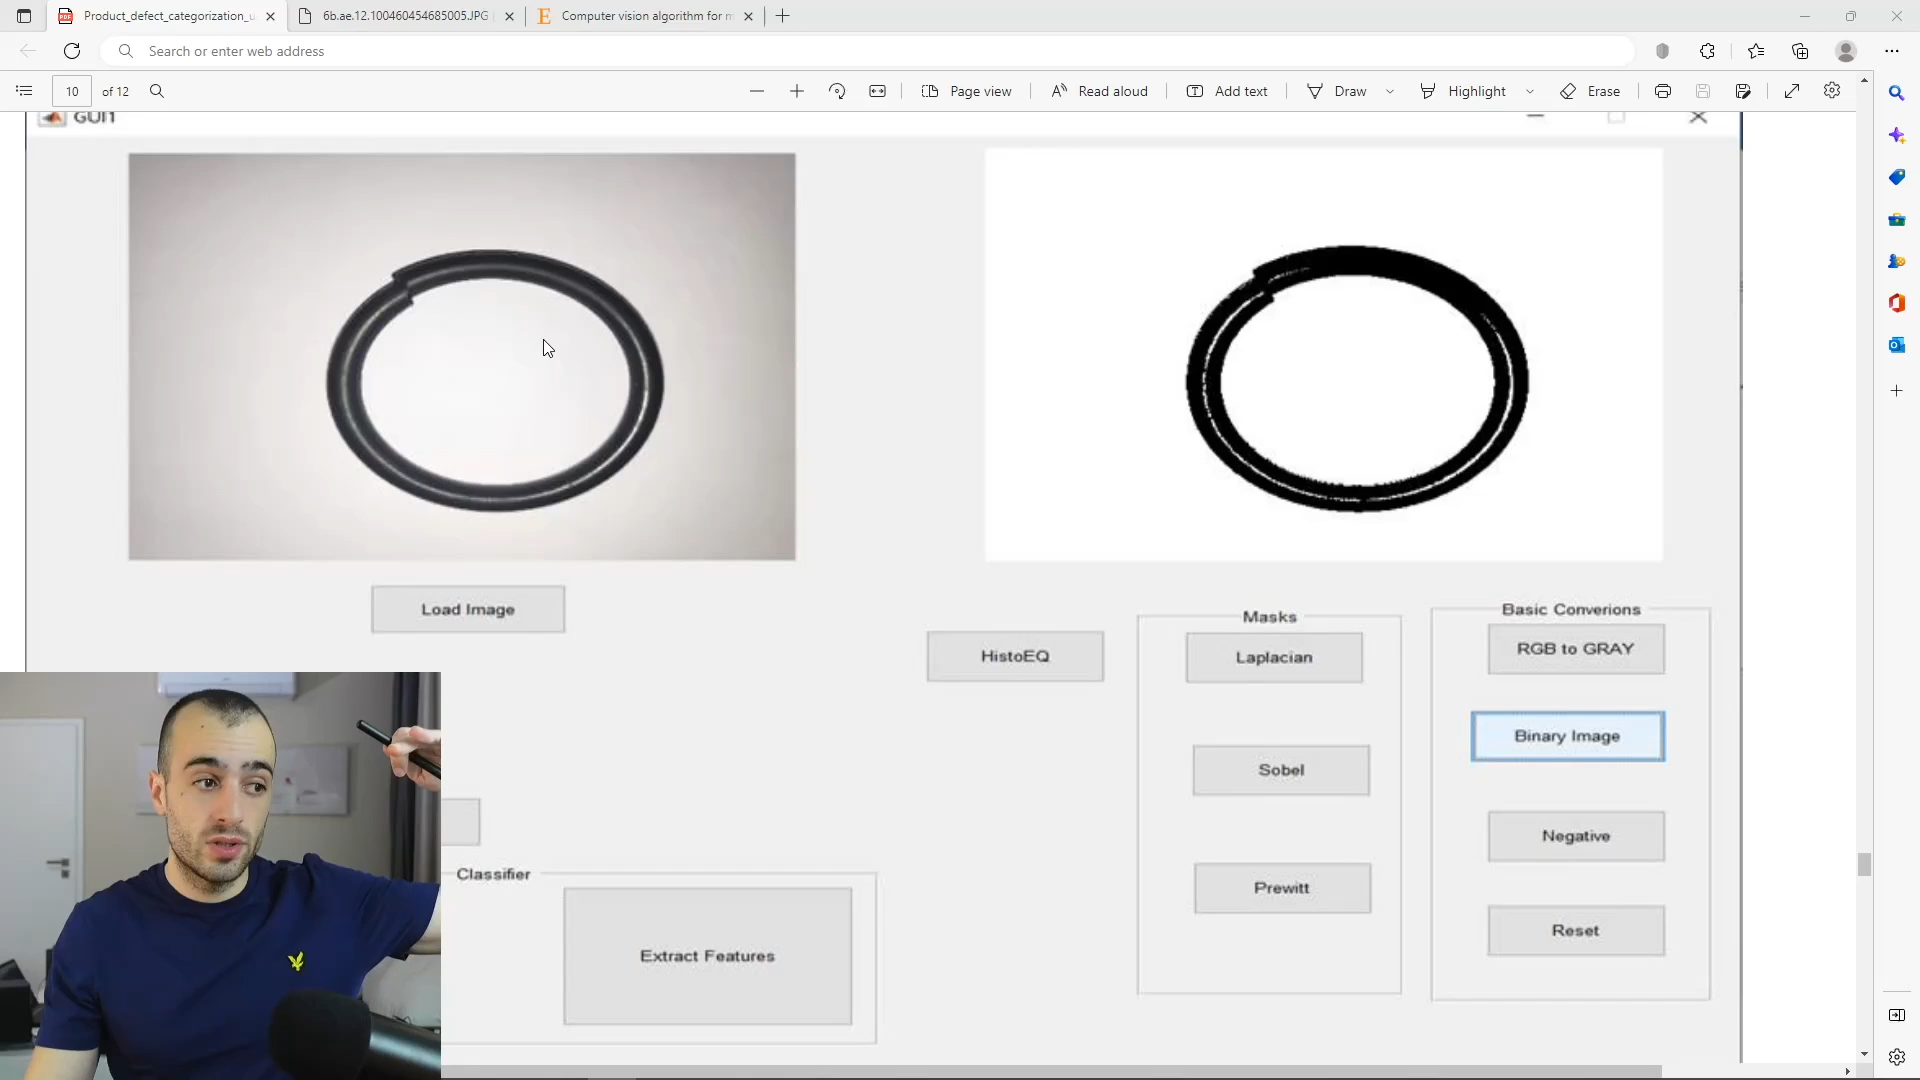 Product_defect_categorization_u
6b.ae.12.100460454685005.JPG
Computer vision algorithm for m
Search or enter web address
10 of 12
Page view
Read aloud
Add text
Draw
Highlight
Erase
GUI1
Load Image
HistoEQ
Masks
Laplacian
Sobel
Prewitt
Basic Converions
RGB to GRAY
Binary Image
Negative
Reset
Classifier
Extract Features